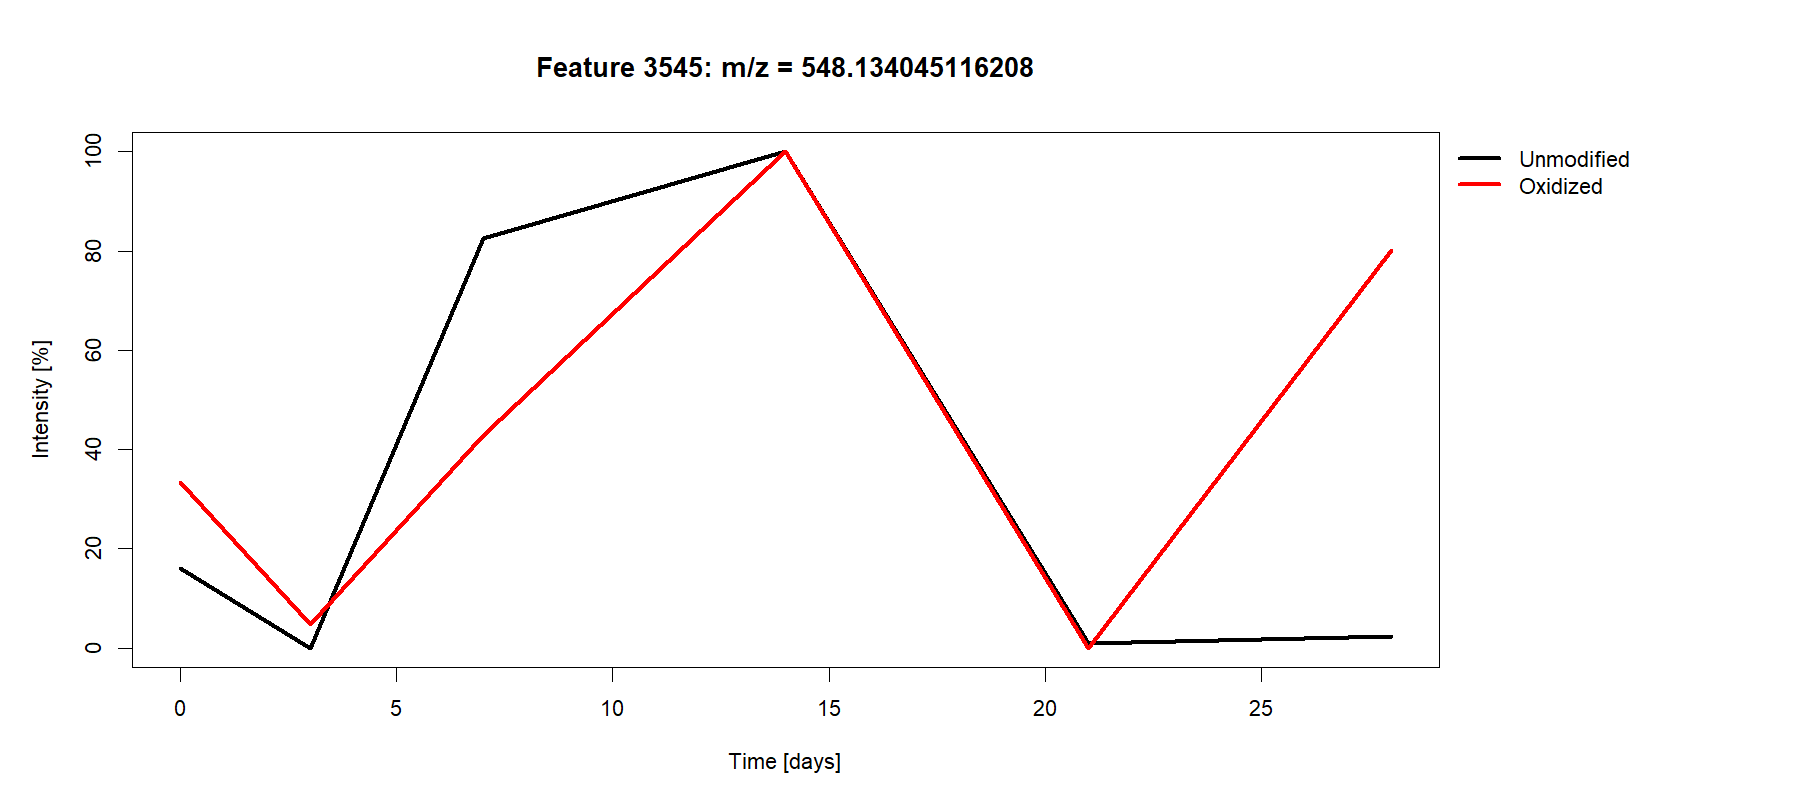 Feature 3545: m/z = 548.134045116208
Unmodified
Oxidized
100
80
60
40
20
0
Intensity [%]
0 5 10 15 20 25
Time [days]